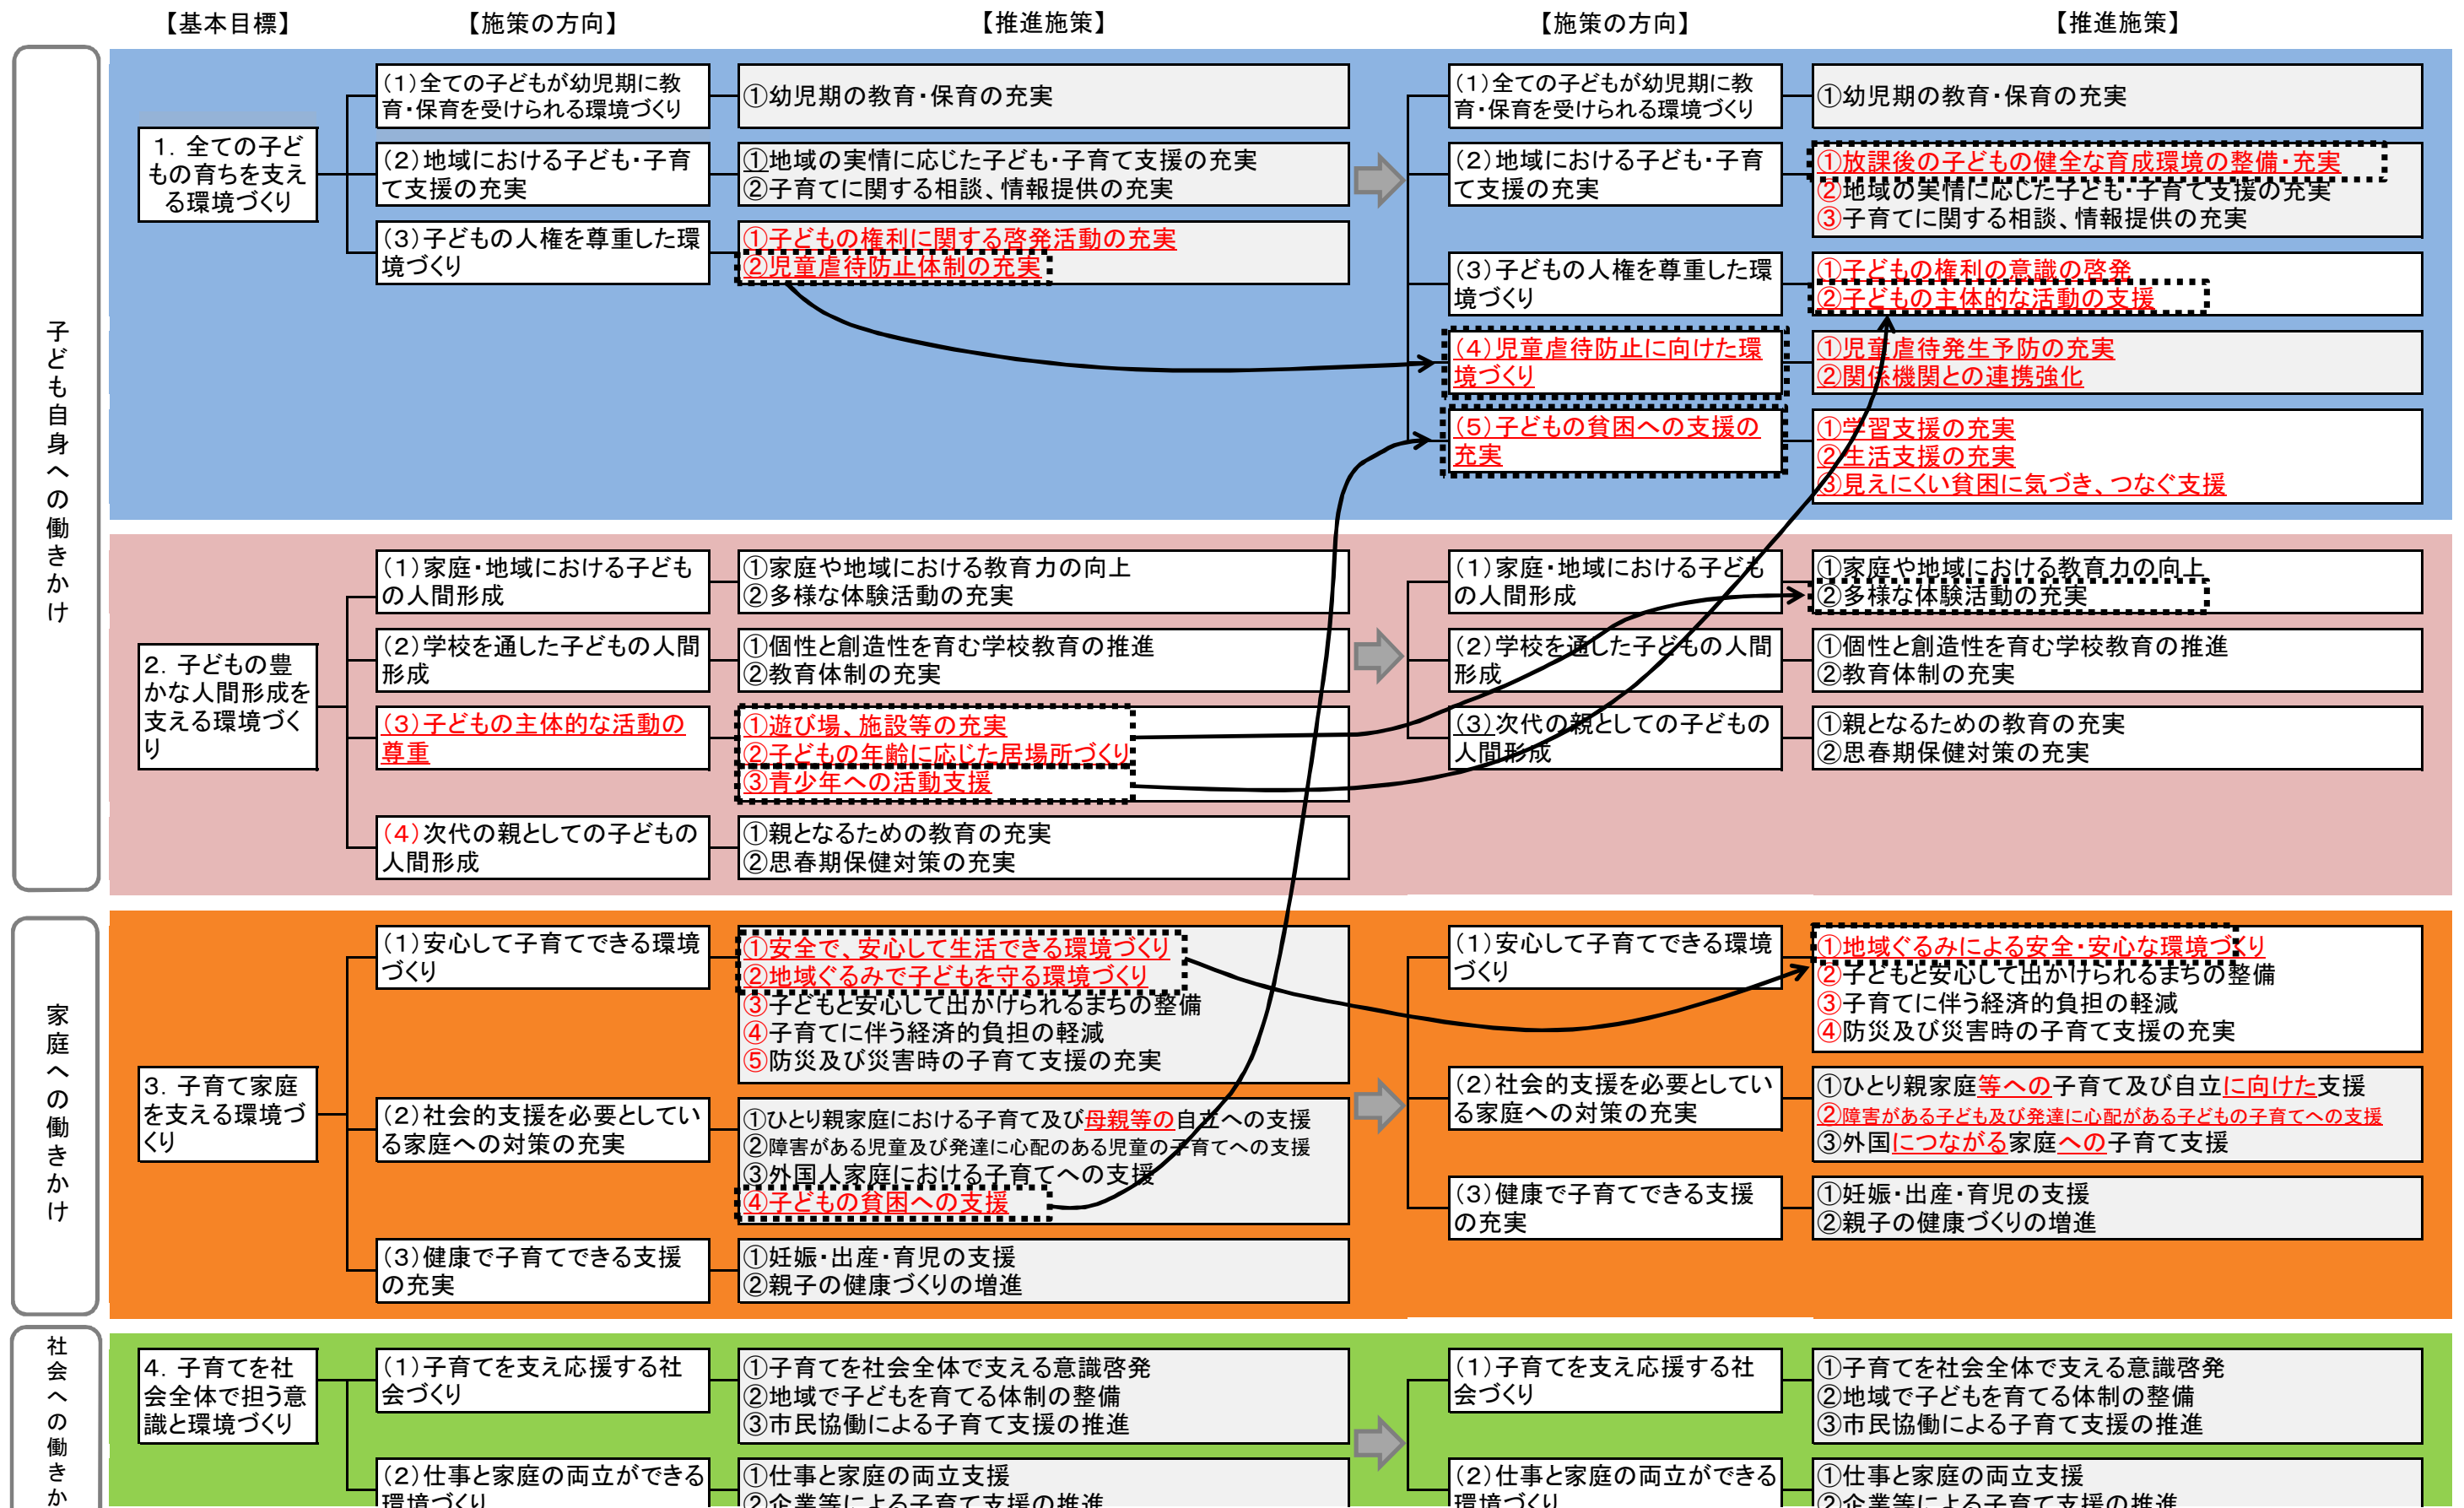 【基本目標】
【施策の方向】
【推進施策】
【施策の方向】
【推進施策】
子ども自身への働きかけ
1．全ての子ど
もの育ちを支え
る環境づくり
(1)全ての子どもが幼児期に教
育・保育を受けられる環境づくり
①幼児期の教育・保育の充実
(2)地域における子ども・子育
て支援の充実
①地域の実情に応じた子ども・子育て支援の充実
②子育てに関する相談、情報提供の充実
(3)子どもの人権を尊重した環
境づくり
①子どもの権利に関する啓発活動の充実
②児童虐待防止体制の充実
(1)全ての子どもが幼児期に教
育・保育を受けられる環境づくり
①幼児期の教育・保育の充実
(2)地域における子ども・子育
て支援の充実
①放課後の子どもの健全な育成環境の整備・充実
②地域の実情に応じた子ども・子育て支援の充実
③子育てに関する相談、情報提供の充実
(3)子どもの人権を尊重した環
境づくり
①子どもの権利の意識の啓発
②子どもの主体的な活動の支援
(4)児童虐待防止に向けた環
境づくり
①児童虐待発生予防の充実
②関係機関との連携強化
(5)子どもの貧困への支援の
充実
①学習支援の充実
②生活支援の充実
③見えにくい貧困に気づき、つなぐ支援
2．子どもの豊
かな人間形成を
支える環境づく
り
(1)家庭・地域における子ども
の人間形成
①家庭や地域における教育力の向上
②多様な体験活動の充実
(2)学校を通した子どもの人間
形成
①個性と創造性を育む学校教育の推進
②教育体制の充実
(3)子どもの主体的な活動の
尊重
①遊び場、施設等の充実
②子どもの年齢に応じた居場所づくり
③青少年への活動支援
(4)次代の親としての子どもの
人間形成
①親となるための教育の充実
②思春期保健対策の充実
(1)家庭・地域における子ども
の人間形成
①家庭や地域における教育力の向上
②多様な体験活動の充実
(2)学校を通した子どもの人間
形成
①個性と創造性を育む学校教育の推進
②教育体制の充実
(3)次代の親としての子どもの
人間形成
①親となるための教育の充実
②思春期保健対策の充実
家庭への働きかけ
3．子育て家庭
を支える環境づ
くり
(1)安心して子育てできる環境
づくり
①安全で、安心して生活できる環境づくり
②地域ぐるみで子どもを守る環境づくり
③子どもと安心して出かけられるまちの整備
④子育てに伴う経済的負担の軽減
⑤防災及び災害時の子育て支援の充実
(2)社会的支援を必要としてい
る家庭への対策の充実
①ひとり親家庭における子育て及び母親等の自立への支援
②障害がある児童及び発達に心配のある児童の子育てへの支援
③外国人家庭における子育てへの支援
④子どもの貧困への支援
(3)健康で子育てできる支援
の充実
①妊娠・出産・育児の支援
②親子の健康づくりの増進
(1)安心して子育てできる環境
づくり
①地域ぐるみによる安全・安心な環境づくり
②子どもと安心して出かけられるまちの整備
③子育てに伴う経済的負担の軽減
④防災及び災害時の子育て支援の充実
(2)社会的支援を必要としてい
る家庭への対策の充実
①ひとり親家庭等への子育て及び自立に向けた支援
②障害がある子ども及び発達に心配がある子どもの子育てへの支援
③外国につながる家庭への子育て支援
(3)健康で子育てできる支援
の充実
①妊娠・出産・育児の支援
②親子の健康づくりの増進
社会への働きか
4．子育てを社
会全体で担う意
識と環境づくり
(1)子育てを支え応援する社
会づくり
①子育てを社会全体で支える意識啓発
②地域で子どもを育てる体制の整備
③市民協働による子育て支援の推進
(2)仕事と家庭の両立ができる
環境づくり
①仕事と家庭の両立支援
②企業等による子育て支援の推進
(1)子育てを支え応援する社
会づくり
①子育てを社会全体で支える意識啓発
②地域で子どもを育てる体制の整備
③市民協働による子育て支援の推進
(2)仕事と家庭の両立ができる
環境づくり
①仕事と家庭の両立支援
②企業等による子育て支援の推進